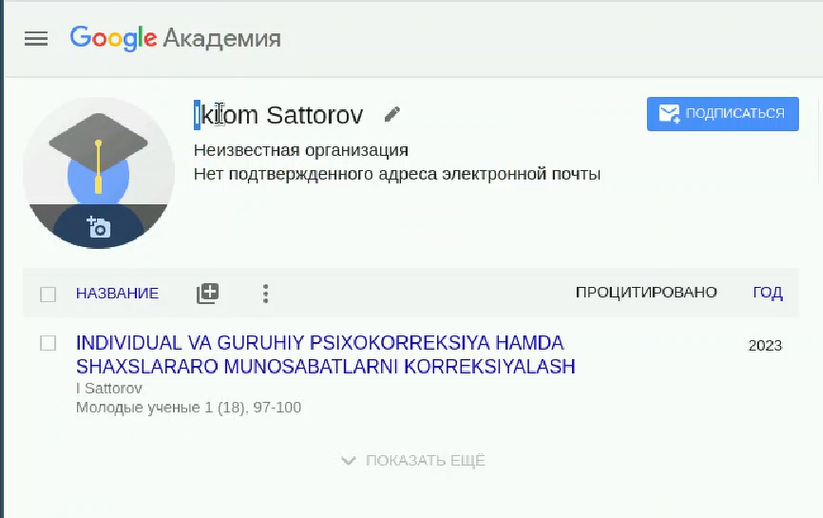 Google Академия
Ikrom Sattorov
ПОДПИСАТЬСЯ
Неизвестная организация
Нет подтвержденного адреса электронной почты
НАЗВАНИЕ ПРОЦИТИРОВАНО ГОД
INDIVIDUAL VA GURUHIY PSIXOKORREKSIYA HAMDA 2023
SHAXSLARARO MUNOSABATLARNI KORREKSIYALASH
I Sattorov
Молодые ученые 1 (18), 97-100
ПОКАЗАТЬ ЕЩЁ